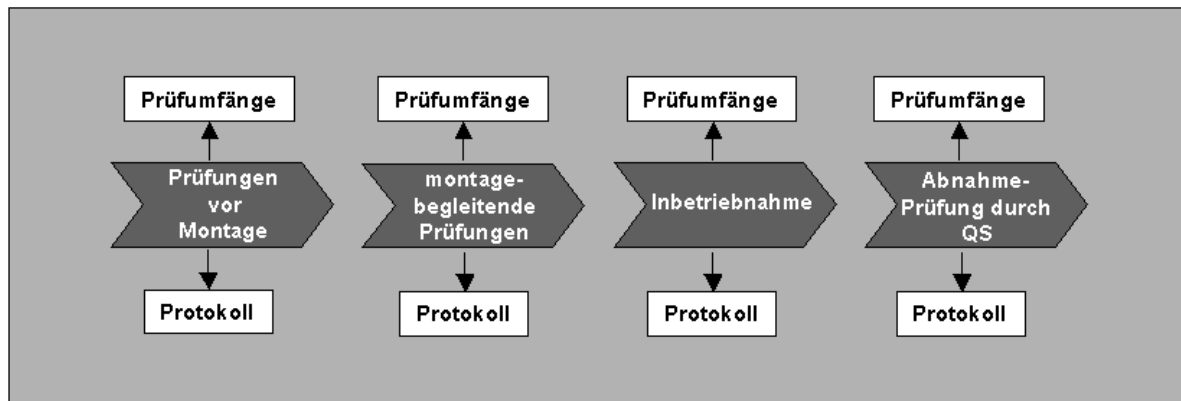 Prüfumfänge
Prüfumfänge
Prüfumfänge
Prüfumfänge
Prüfungen
vor
Montage
montage-
begleitende
Prüfungen
Inbetriebnahme
Abnahme-
Prüfung durch
QS
Protokoll
Protokoll
Protokoll
Protokoll